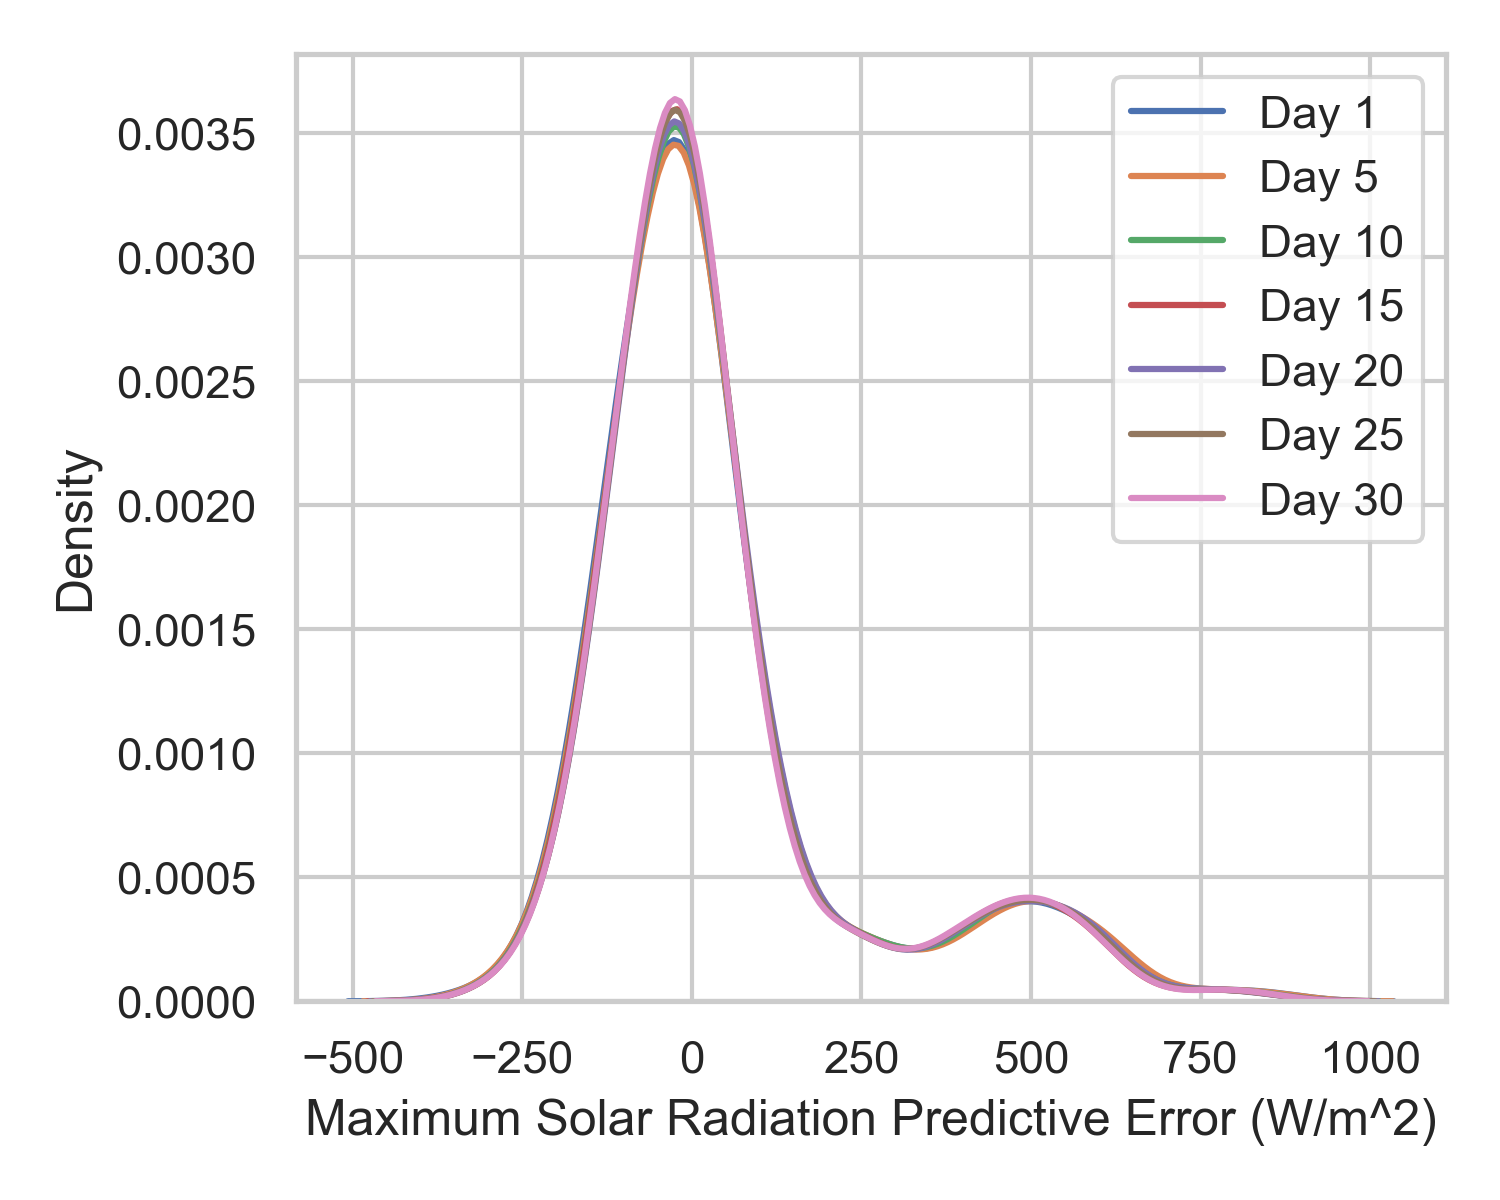 0.0035
0.0030
0.0025
0.0020
0.0015
0.0010
0.0005
0.0000
Density
Day 1
Day 5
Day 10
Day 15
Day 20
Day 25
Day 30
−500 −250 0 250 500 750 1000
Maximum Solar Radiation Predictive Error (W/m^2)